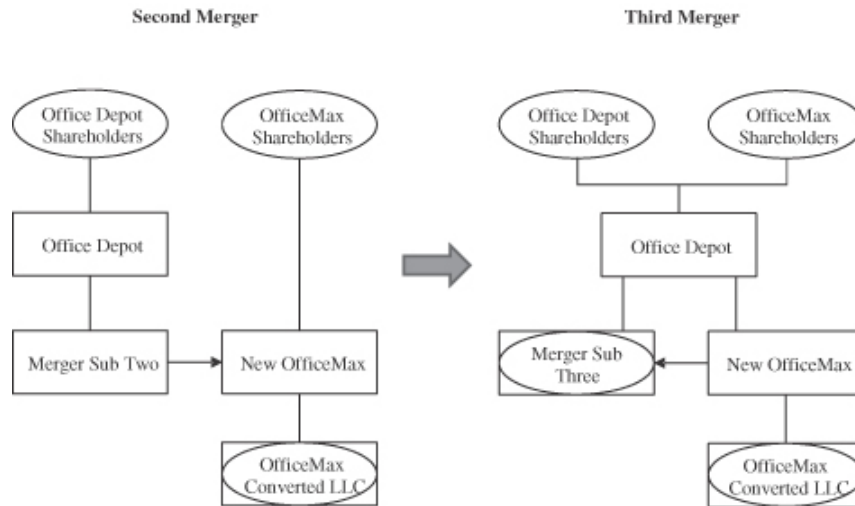 Second Merger
Office Depot
Shareholders
OfficeMax
Shareholders
Office Depot
Merger Sub Two
New OfficeMax
OfficeMax
Converted LLC
Third Merger
Office Depot
Shareholders
OfficeMax
Shareholders
Office Depot
Merger Sub
Three
New OfficeMax
OfficeMax
Converted LLC